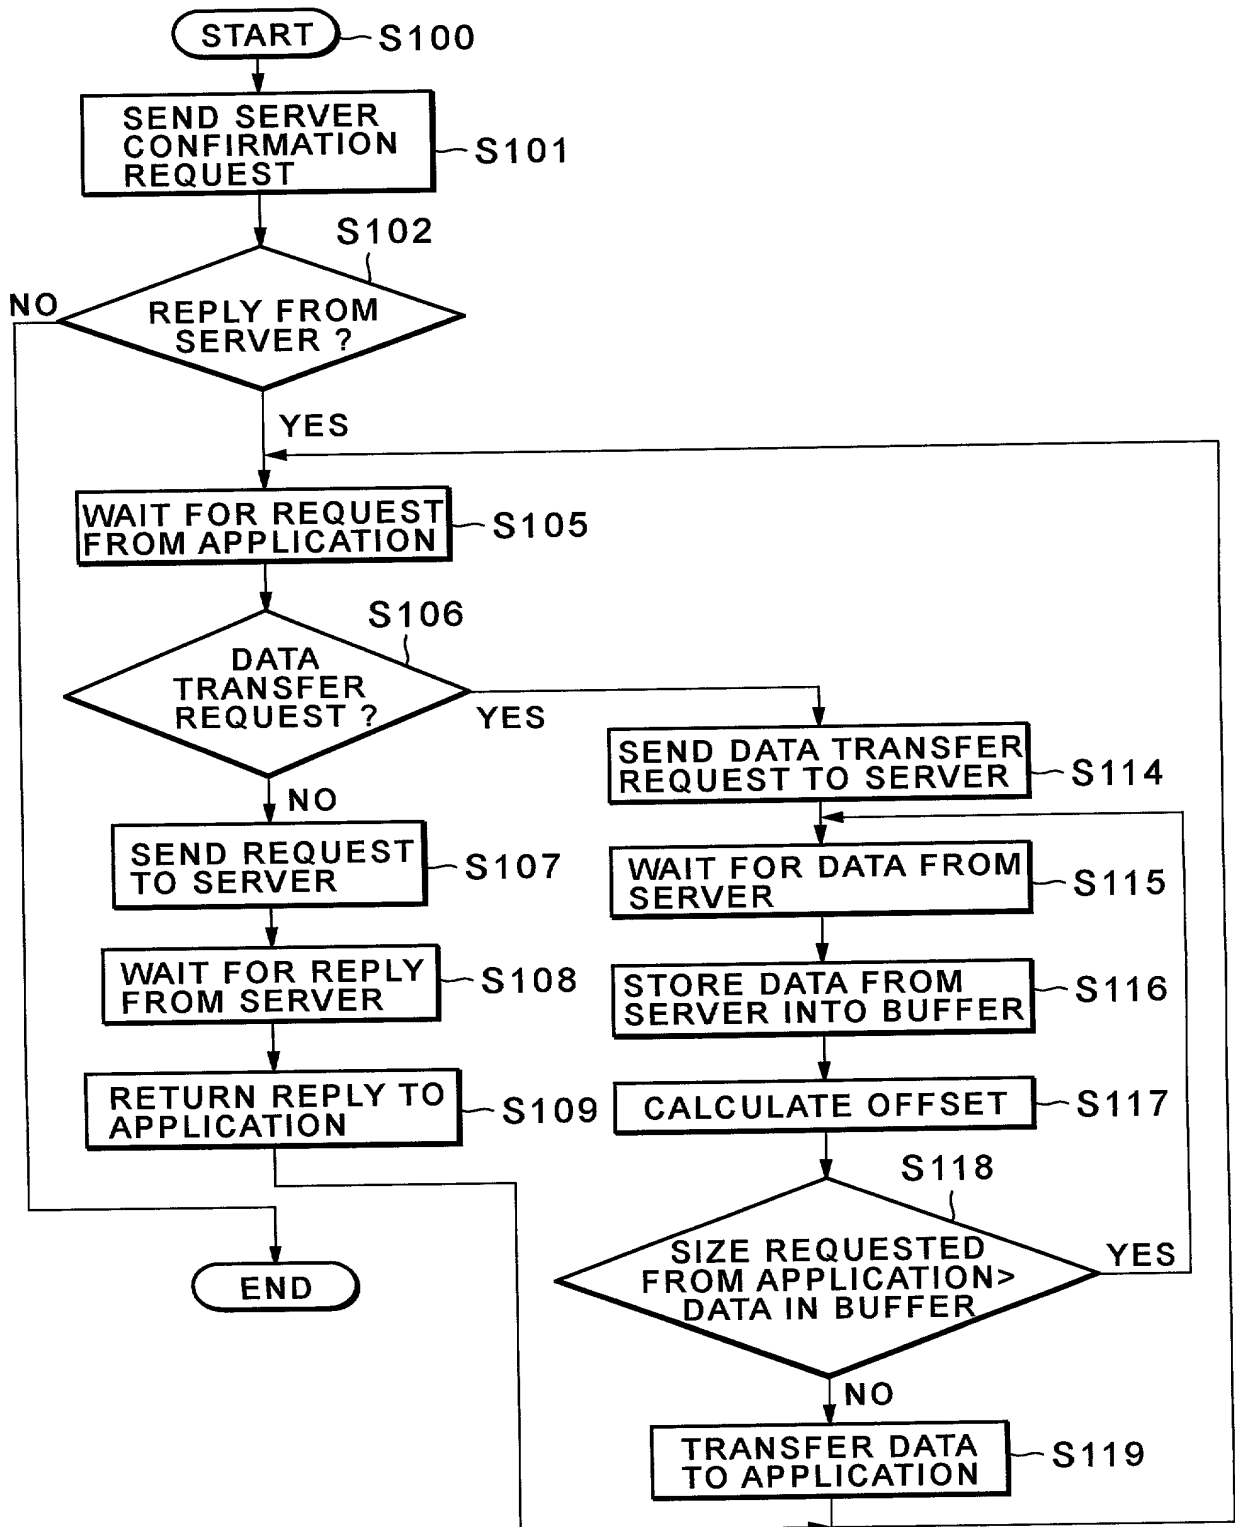 START
S100
SEND SERVER
CONFIRMATION
REQUEST
S101
S102
NO
REPLY FROM
SERVER ?
YES
WAIT FOR REQUEST
FROM APPLICATION
S105
S106
DATA
TRANSFER
REQUEST ?
YES
NO
SEND REQUEST
TO SERVER
S107
WAIT FOR REPLY
FROM SERVER
S108
RETURN REPLY TO
APPLICATION
S109
END
SEND DATA TRANSFER
REQUEST TO SERVER
S114
WAIT FOR DATA FROM
SERVER
S115
STORE DATA FROM
SERVER INTO BUFFER
S116
CALCULATE OFFSET
S117
S118
SIZE REQUESTED
FROM APPLICATION>
DATA IN BUFFER
YES
NO
TRANSFER DATA
TO APPLICATION
S119